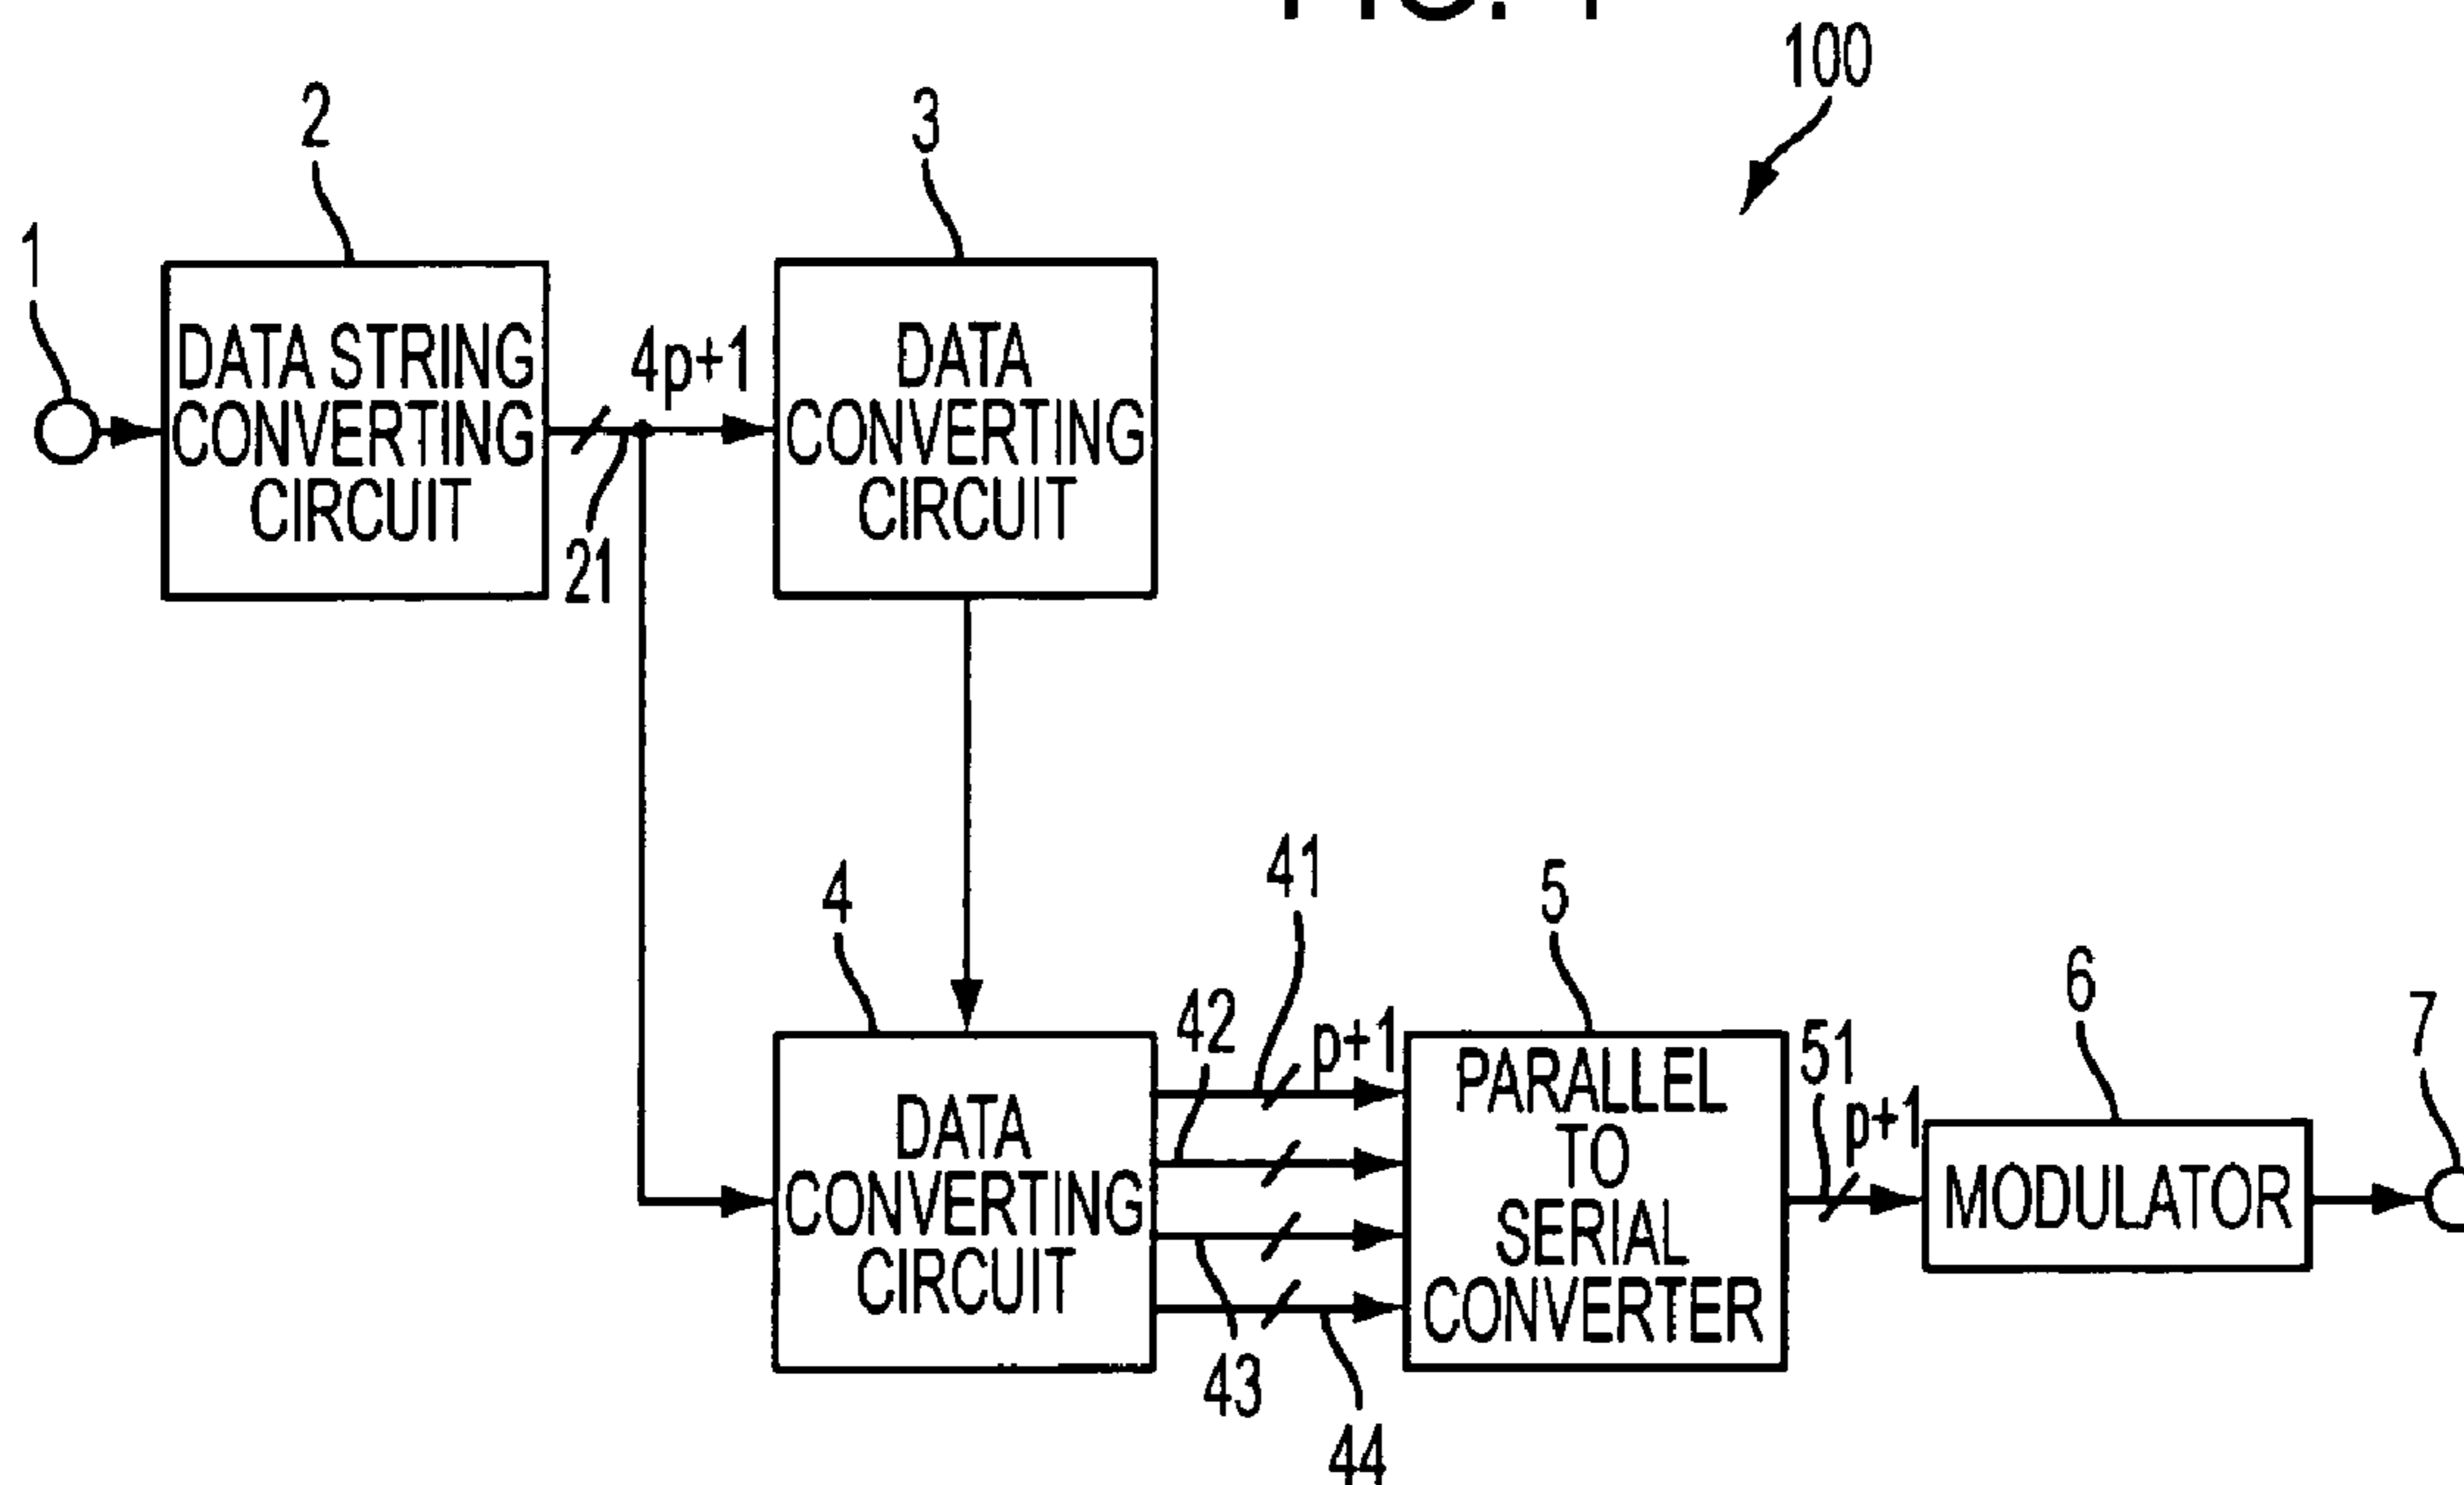 100
2
3
1
DATA STRING
CONVERTING
CIRCUIT
4p+1
21
DATA
CONVERTING
CIRCUIT
4
41
42
p+1
5
DATA
CONVERTING
CIRCUIT
43
44
PARALLEL
TO
SERIAL
CONVERTER
51
p+1
6
MODULATOR
7